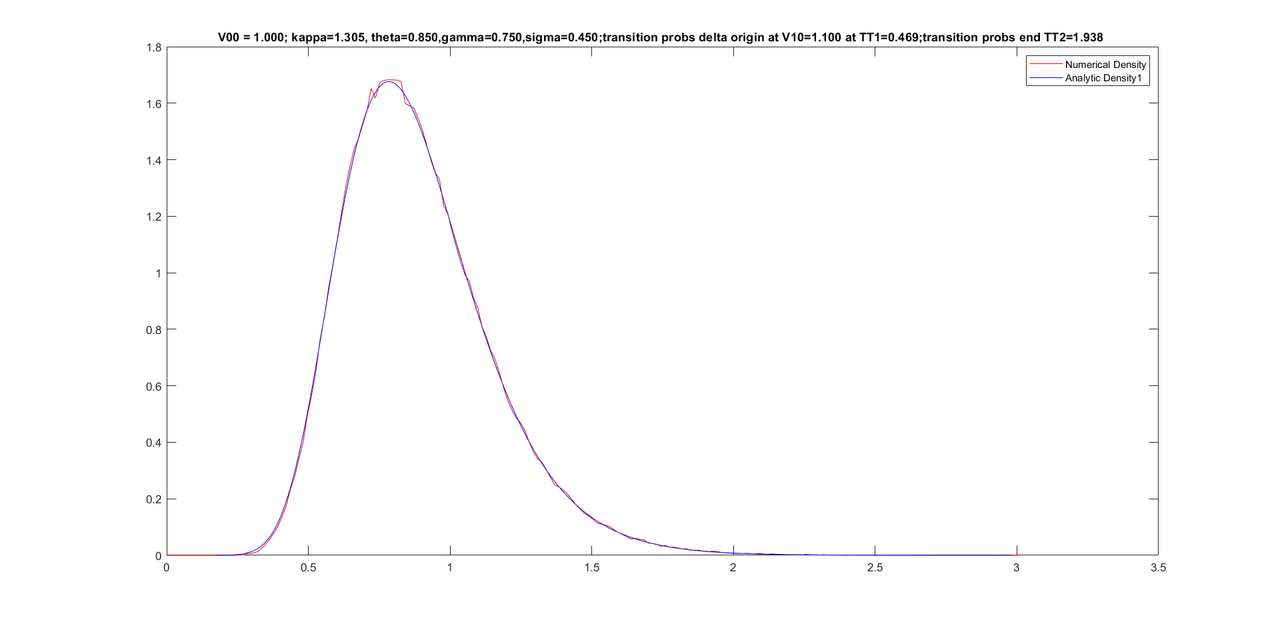 V00 = 1.000; kappa=1.305, theta=0.850,gamma=0.750,sigma=0.450;transition probs delta origin at V10=1.100 at TT1=0.469;transition probs end TT2=1.938
Numerical Density
Analytic Density1
1.8
1.6
1.4
1.2
1
0.8
0.6
0.4
0.2
0
0 0.5 1 1.5 2 2.5 3 3.5